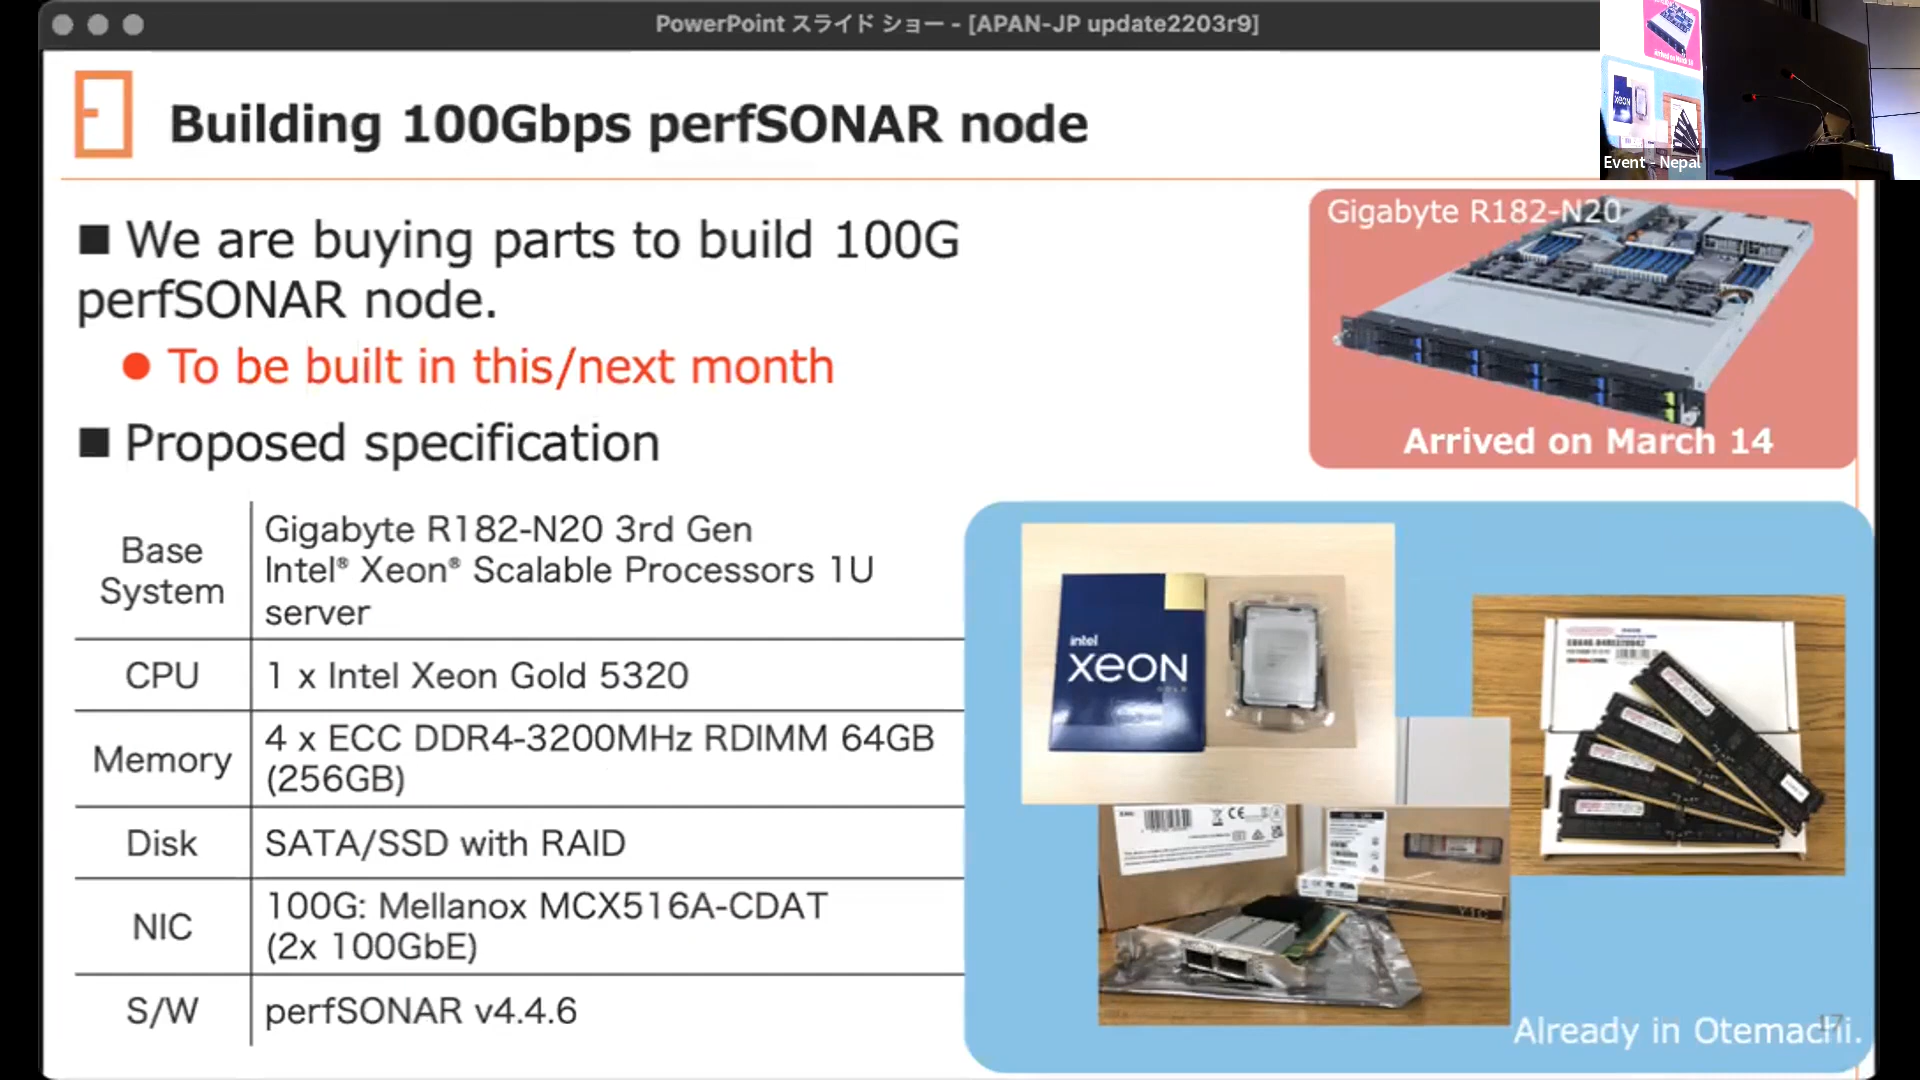 PowerPoint スライド ショー - [APAN-JP update2203r9]
Event - Nepal
Building 100Gbps perfSONAR node
■ We are buying parts to build 100G
perfSONAR node.
● To be built in this/next month
■ Proposed specification
Gigabyte R182-N20
Arrived on March 14
Base System
Gigabyte R182-N20 3rd Gen
Intel® Xeon® Scalable Processors 1U
server
CPU
1 x Intel Xeon Gold 5320
Memory
4 x ECC DDR4-3200MHz RDIMM 64GB
(256GB)
Disk
SATA/SSD with RAID
NIC
100G: Mellanox MCX516A-CDAT
(2x 100GbE)
S/W
perfSONAR v4.4.6
intel
XEON
GOLD
Already in Otemachi.
17